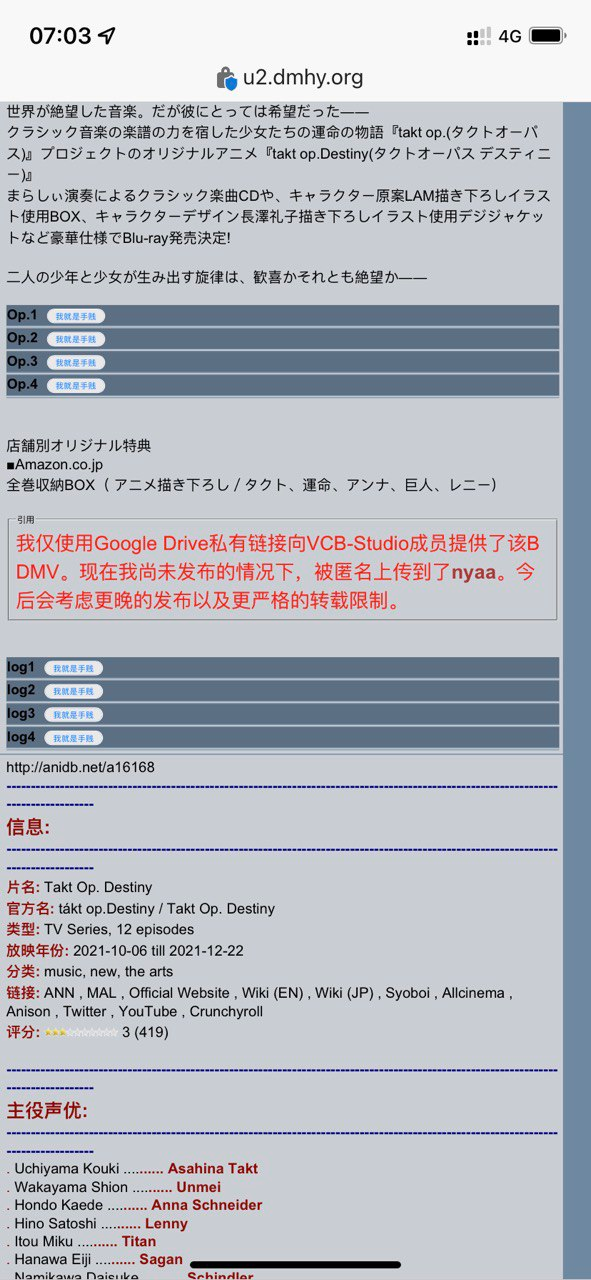 07:03
4G
u2.dmhy.org
世界が絶望した音楽。だが彼にとっては希望だった——
クラシック音楽の楽譜の力を宿した少女たちの運命の物語『takt op.(タクトオーパ
ス)』プロジェクトのオリジナルアニメ『takt op.Destiny(タクトオーパス デスティニ
ー)』
まらしぃ演奏によるクラシック楽曲CDや、キャラクター原案LAM描き下ろしイラス
ト使用BOX、キャラクターデザイン長澤礼子描き下ろしイラスト使用デジジャケッ
トなど豪華仕様でBlu-ray発売決定!
二人の少年と少女が生み出す旋律は、歓喜かそれとも絶望か——
Op.1 我就是手贱
Op.2 我就是手贱
Op.3 我就是手贱
Op.4 我就是手贱
店舗別オリジナル特典
■Amazon.co.jp
全巻収納BOX（ アニメ描き下ろし / タクト、運命、アンナ、巨人、レニー）
引用
我仅使用Google Drive私有链接向VCB-Studio成员提供了该B
DMV。现在我尚未发布的情况下，被匿名上传到了nyaa。今
后会考虑更晚的发布以及更严格的转载限制。
log1 我就是手贱
log2 我就是手贱
log3 我就是手贱
log4 我就是手贱
http://anidb.net/a16168
信息:
片名: Takt Op. Destiny
官方名: tákt op.Destiny / Takt Op. Destiny
类型: TV Series, 12 episodes
放映年份: 2021-10-06 till 2021-12-22
分类: music, new, the arts
链接: ANN , MAL , Official Website , Wiki (EN) , Wiki (JP) , Syoboi , Allcinema ,
Anison , Twitter , YouTube , Crunchyroll
评分: 3 (419)
主役声优:
. Uchiyama Kouki .......... Asahina Takt
. Wakayama Shion .......... Unmei
. Hondo Kaede .......... Anna Schneider
. Hino Satoshi .......... Lenny
. Itou Miku .......... Titan
. Hanawa Eiji .......... Sagan
. Namikawa Daisuke .......... Schindler